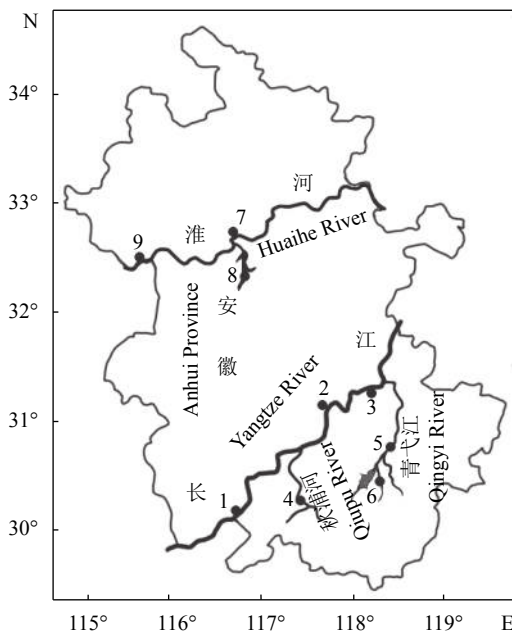 N
34°
33°
32°
31°
30°
115° 116° 117° 118° 119° E
河
淮
Huaihe River
7
9
8
安
徽
Anhui Province
江
Yangtze River
长
2
3
1
5
4
6
秋浦河
Qiupu River
青弋江
Qingyi River